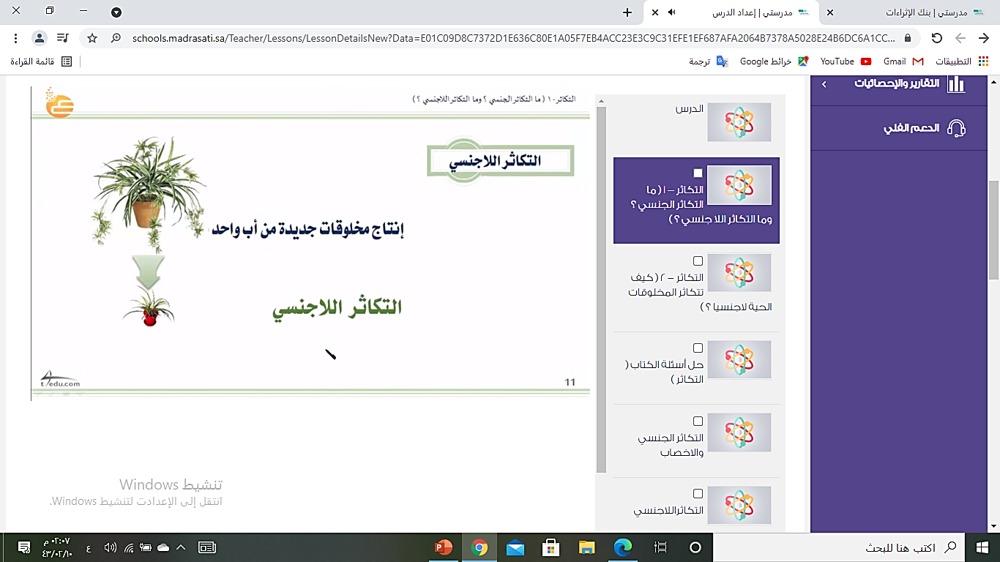 مدرستي | بنك الإثراءات
مدرستي | إعداد الدرس
schools.madrasati.sa/Teacher/Lessons/LessonDetailsNew?Data=E01C09D8C7372D1E636C80E1A05F7EB4ACC23E3C9C31EFE1EF687AFA2064B7378A5028E24B6DC6A1CC...
التطبيقات
Gmail
YouTube
خرائط Google
ترجمة
قائمة القراءة
التقارير والإحصائيات
الدعم الفني
الدرس
التكاثر – ١ ( ما
التكاثر الجنسي ؟
وما التكاثر اللا جنسي ؟ )
التكاثر – ٢ ( كيف
تتكاثر المخلوقات
الحية لاجنسيا ؟ )
حل أسئلة الكتاب (
التكاثر )
التكاثر الجنسي
والاخصاب
التكاثراللاجنسي
التكاثر-١ ( ما التكاثر الجنسي ؟ وما التكاثر اللاجنسي ؟ )
التكاثر اللاجنسي
إنتاج مخلوقات جديدة من أب واحد
التكاثر اللاجنسي
t4edu.com
11
تنشيط Windows
انتقل إلى الإعدادت لتنشيط Windows.
اكتب هنا للبحث
ع
٠٢:٠٧ م
٤٣/٠٢/١٠